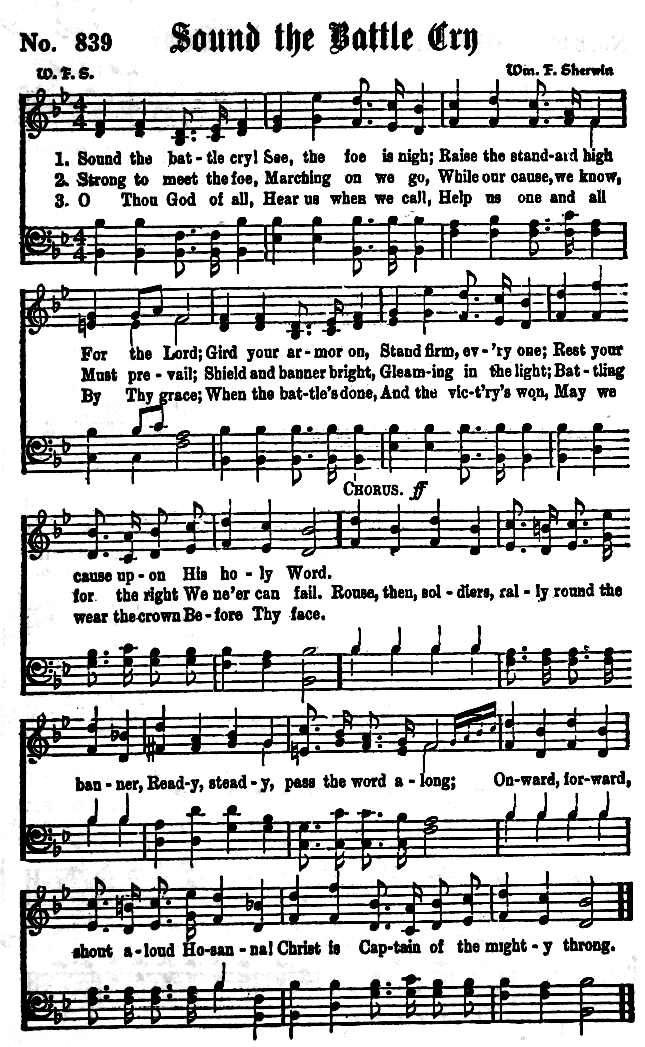 No. 839 Sound the Battle Cry
W. F. S. Wm. F. Sherwin
1. Sound the bat - tle cry! See, the foe is nigh; Raise the stand-ard high
2. Strong to meet the foe, Marching on we go, While our cause, we know,
3. O Thou God of all, Hear us when we call, Help us one and all
For the Lord; Gird your ar - mor on, Stand firm, ev - 'ry one; Rest your
Must pre - vail; Shield and banner bright, Gleam-ing in the light; Bat - tling
By Thy grace; When the bat-tle's done, And the vic-t'ry's won, May we
CHORUS. ff
cause up - on His ho - ly Word.
for the right We ne'er can fail. Rouse, then, sol - diers, ral - ly round the
wear the crown Be - fore Thy face.
ban - ner, Read-y, stead - y, pass the word a - long; On-ward, for-ward,
shout a - loud Ho-san - na! Christ is Cap-tain of the might - y throng.